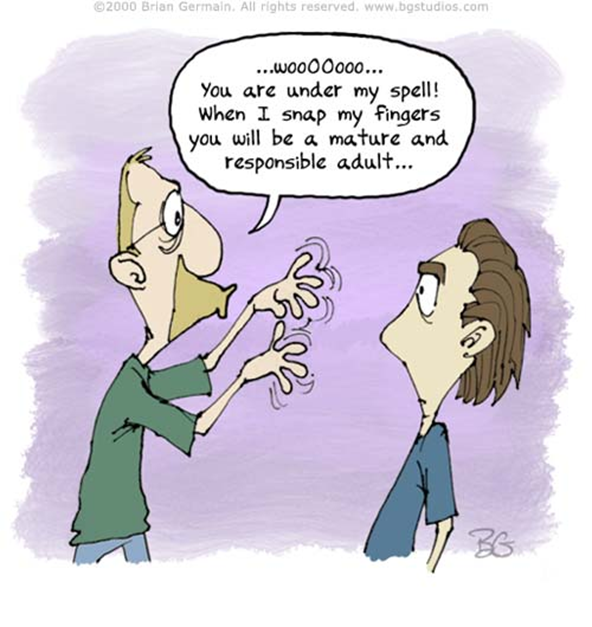 ©2000 Brian Germain. All rights reserved. www.bgstudios.com
...wooOOooo...
You are under my spell!
When I snap my fingers
you will be a mature and
responsible adult...
BG